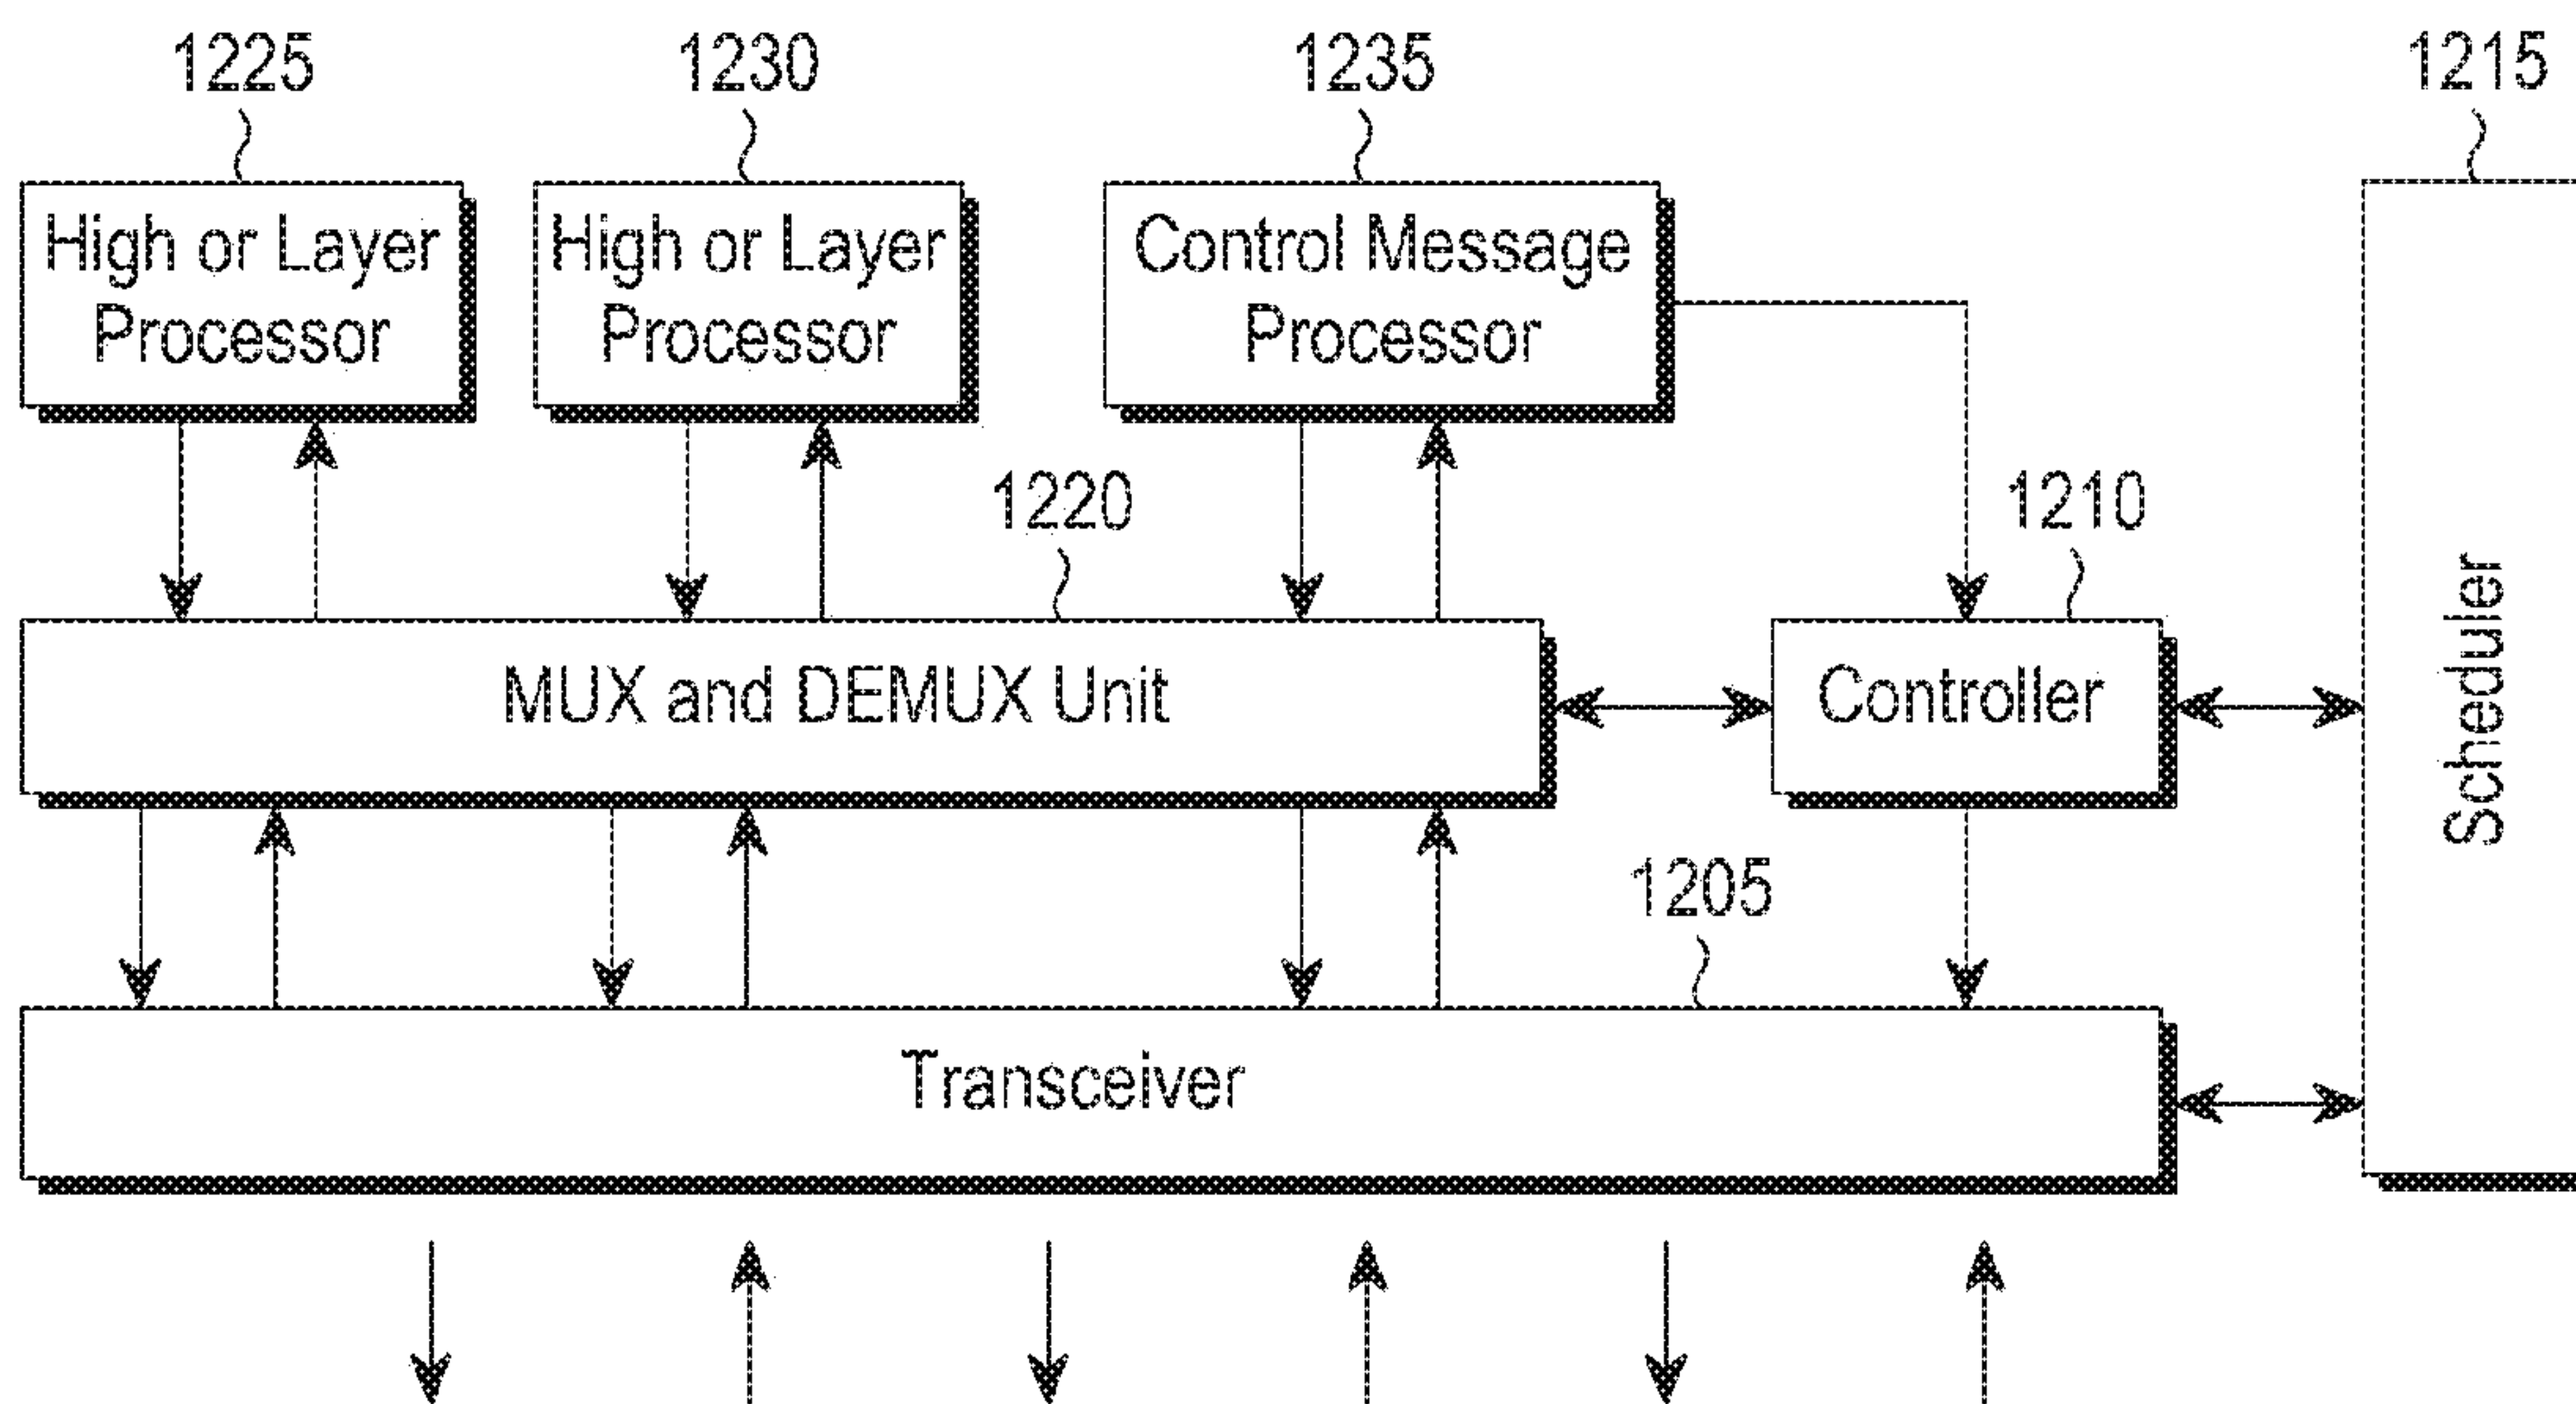 1225
1230
1235
1215
High or Layer
Processor
High or Layer
Processor
Control Message
Processor
1220
1210
MUX and DEMUX Unit
Controller
Scheduler
1205
Transceiver